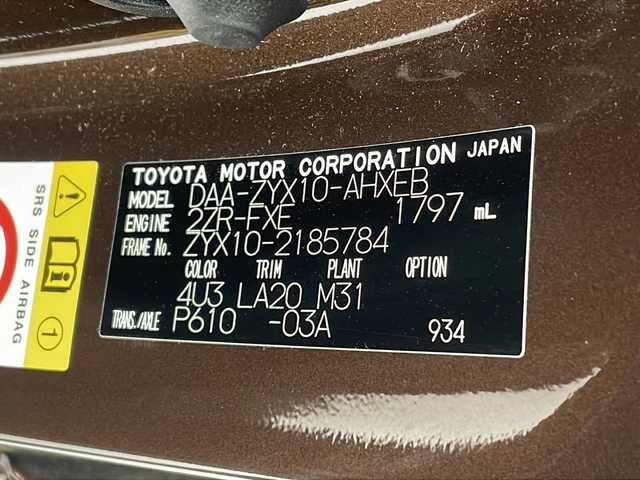 TOYOTA MOTOR CORPORATION JAPAN
MODEL DAA-ZYX10-AHXEB
ENGINE 2ZR-FXE 1797 mL
FRAME No. ZYX10-2185784
COLOR TRIM PLANT OPTION
4U3 LA20 M31
TRANS./AXLE P610 -03A 934
SRS SIDE AIRBAG
1